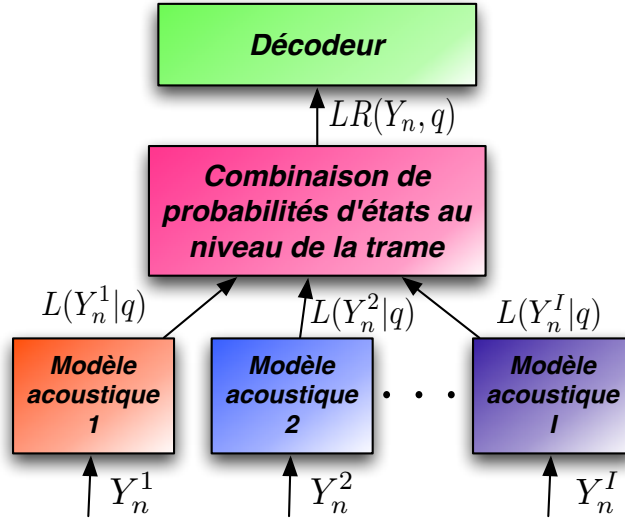 Décodeur
LR(Y_n, q)
Combinaison de
probabilités d'états au
niveau de la trame
L(Y_n^1|q)
L(Y_n^2|q)
L(Y_n^I|q)
Modèle
acoustique
1
Modèle
acoustique
2
. . .
Modèle
acoustique
I
Y_n^1
Y_n^2
Y_n^I